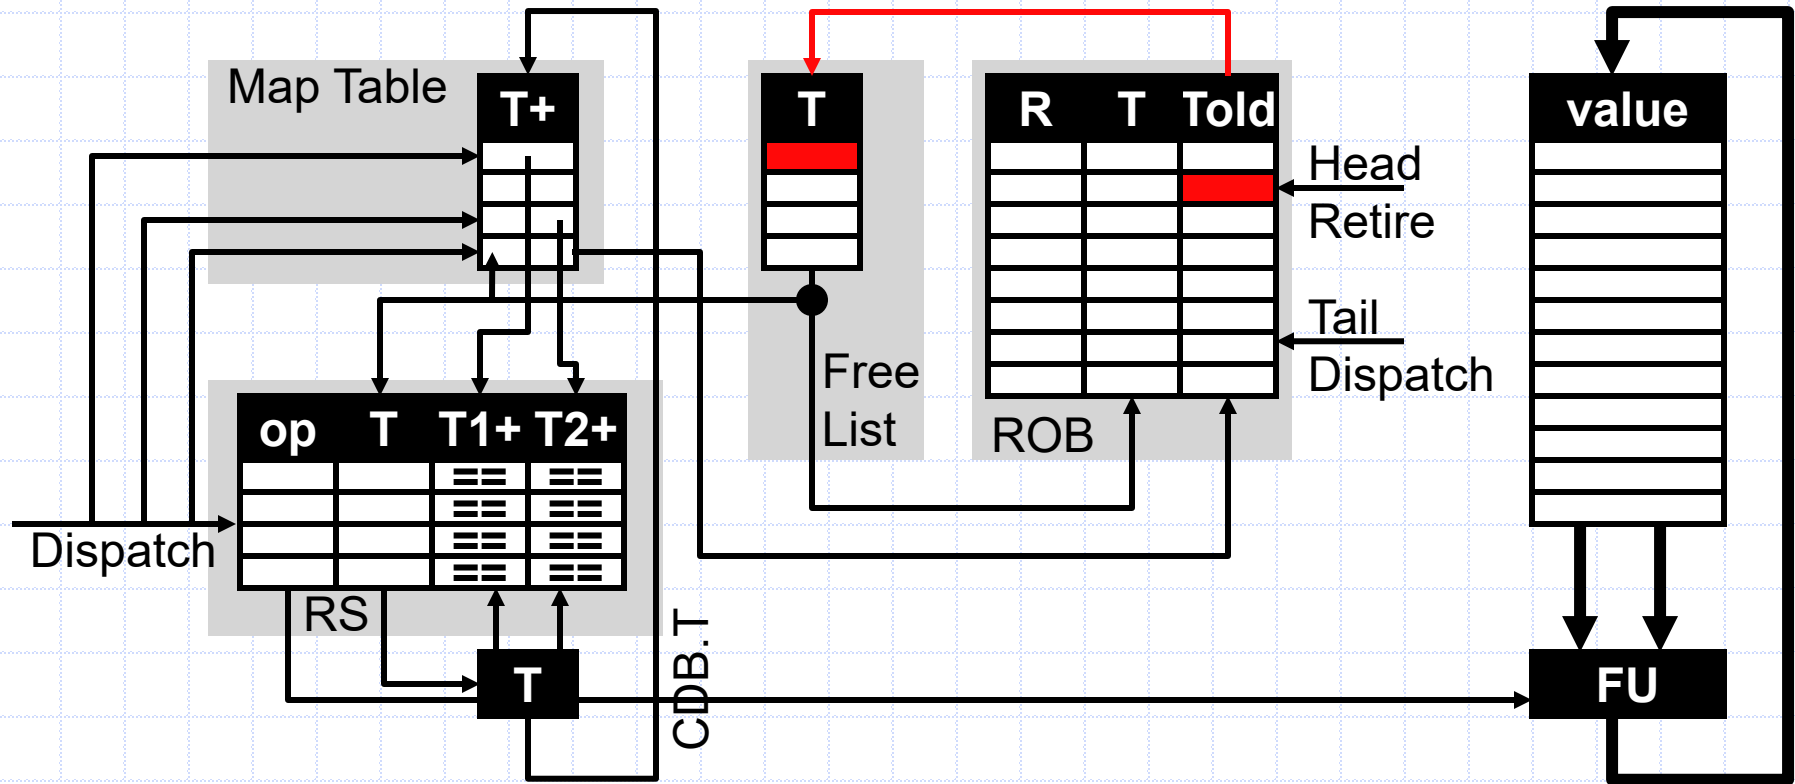 Map Table
T+
T
R T Told
value
Head
Retire
Tail
Dispatch
Free
List
ROB
op T T1+ T2+
== ==
== ==
== ==
== ==
Dispatch
RS
T
CDB.T
FU